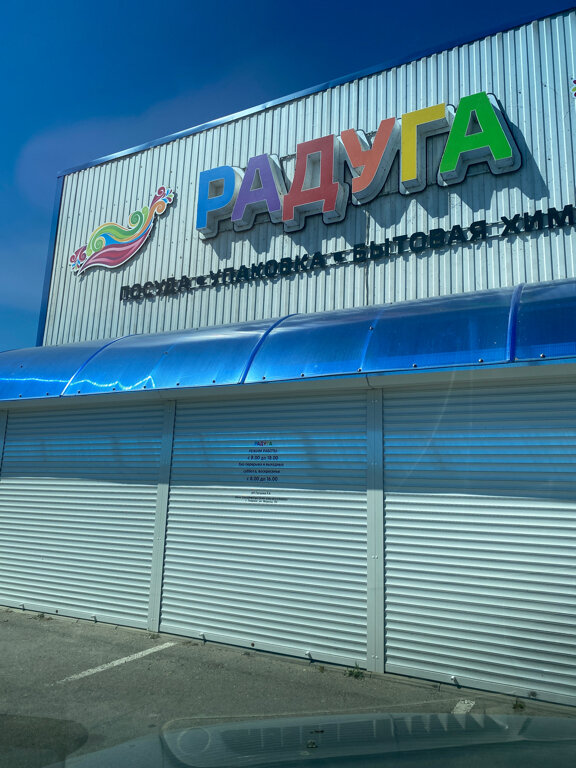 РАДУГА
ПОСУДА • УПАКОВКА • БЫТОВАЯ ХИМ
РАДУГА
РЕЖИМ РАБОТЫ
с 8.00 до 18.00
без перерыва и выходных
суббота, воскресенье
с 8.00 до 16.00